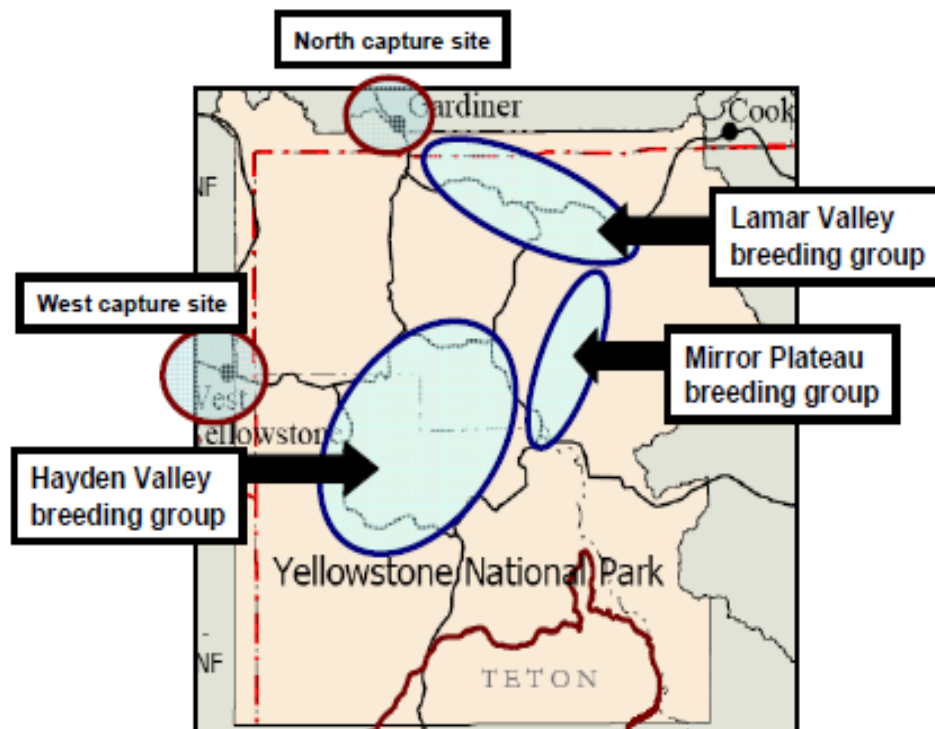 North capture site
Gardiner
Cook
NF
Lamar Valley
breeding group
West capture site
Mirror Plateau
breeding group
West
Yellowstone
Hayden Valley
breeding group
Yellowstone National Park
NF
TETON